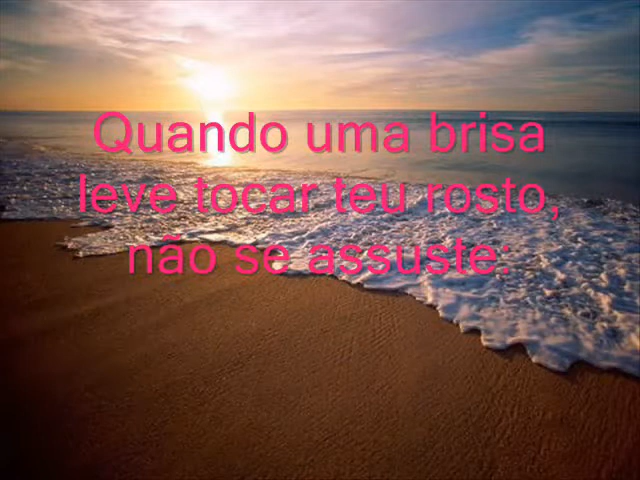 Quando uma brisa
leve tocar teu rosto,
não se assuste: